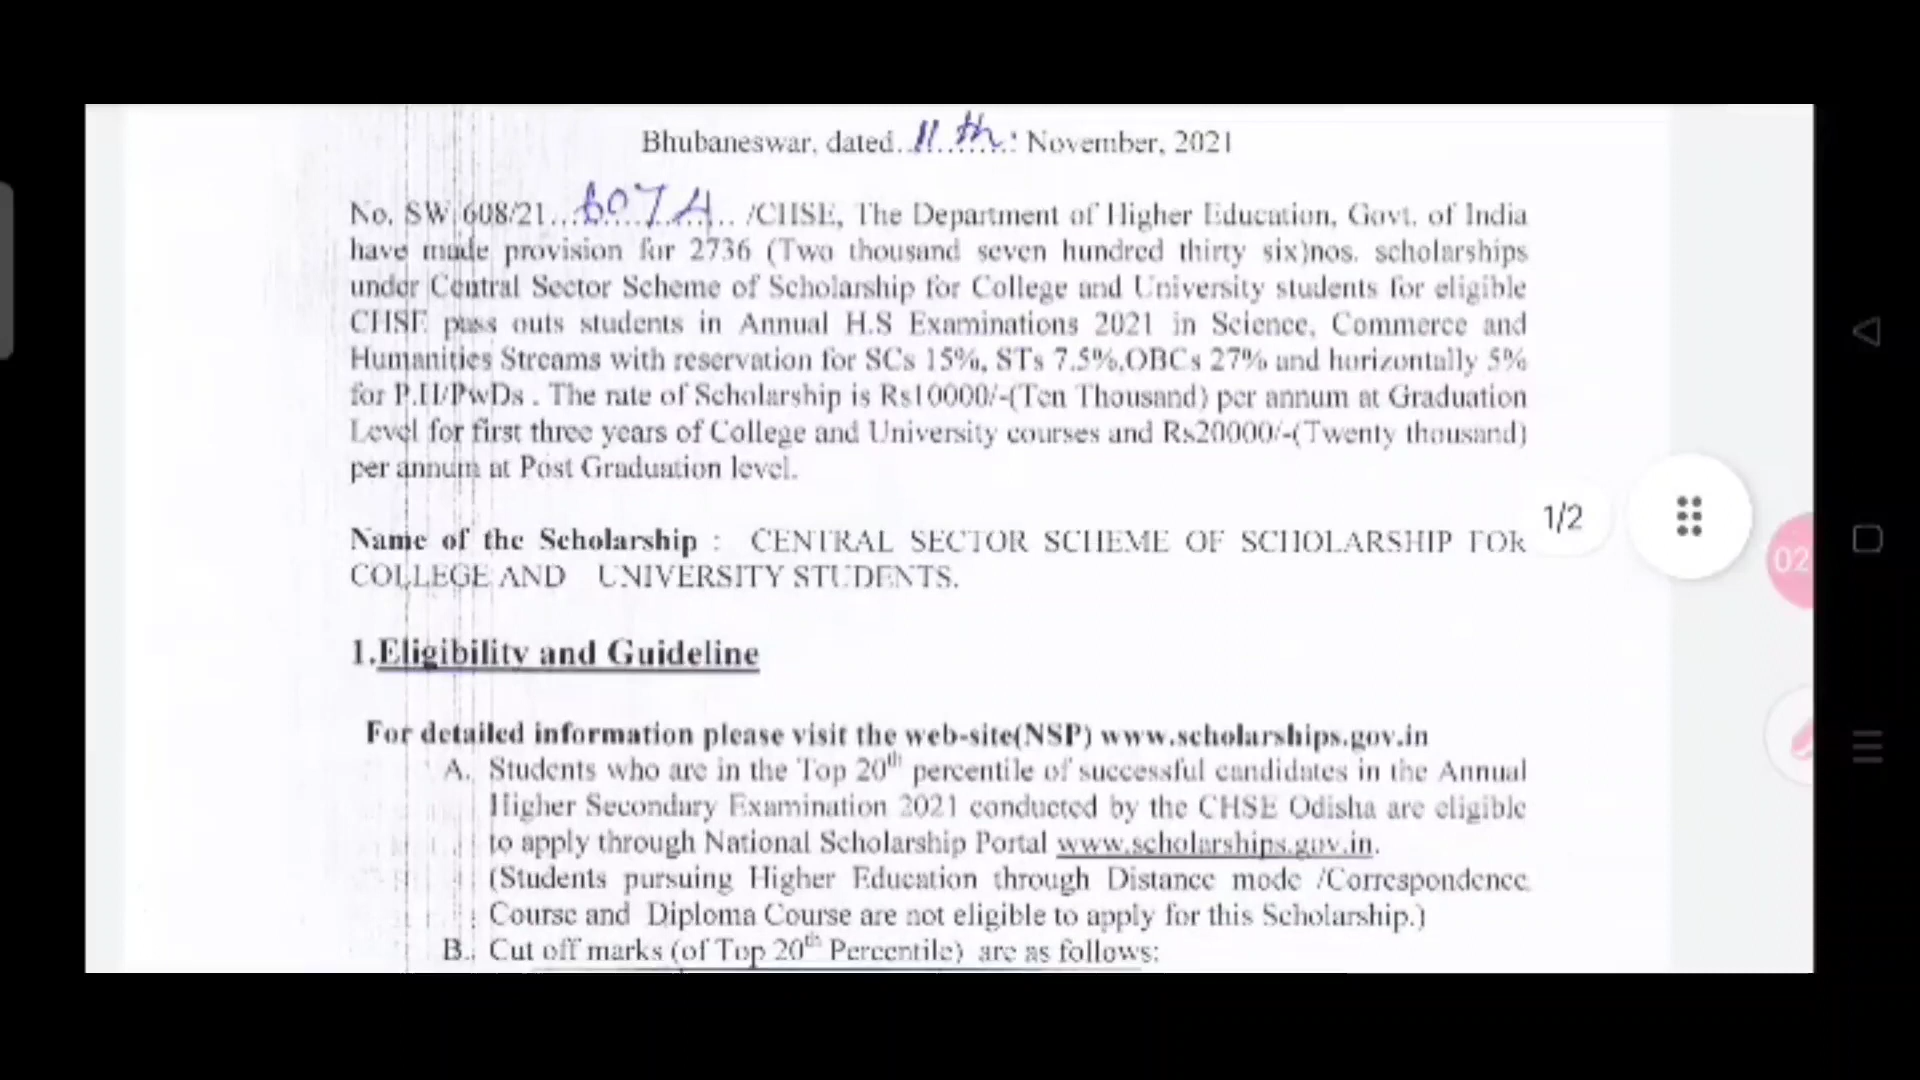 Bhubaneswar, dated..11th..: November, 2021
No. SW 608/21...6074.../CHSE, The Department of Higher Education, Govt. of India
have made provision for 2736 (Two thousand seven hundred thirty six)nos. scholarships
under Central Sector Scheme of Scholarship for College and University students for eligible
CHSE pass outs students in Annual H.S Examinations 2021 in Science, Commerce and
Humanities Streams with reservation for SCs 15%, STs 7.5%,OBCs 27% and horizontally 5%
for P.H/PwDs . The rate of Scholarship is Rs10000/-(Ten Thousand) per annum at Graduation
Level for first three years of College and University courses and Rs20000/-(Twenty thousand)
per annum at Post Graduation level.
Name of the Scholarship : CENTRAL SECTOR SCHEME OF SCHOLARSHIP FOR
COLLEGE AND UNIVERSITY STUDENTS.
1/2
02
1.Eligibility and Guideline
For detailed information please visit the web-site(NSP) www.scholarships.gov.in
A. Students who are in the Top 20th percentile of successful candidates in the Annual
Higher Secondary Examination 2021 conducted by the CHSE Odisha are eligible
to apply through National Scholarship Portal www.scholarships.gov.in.
(Students pursuing Higher Education through Distance mode /Correspondence
Course and Diploma Course are not eligible to apply for this Scholarship.)
B. Cut off marks (of Top 20th Percentile) are as follows: